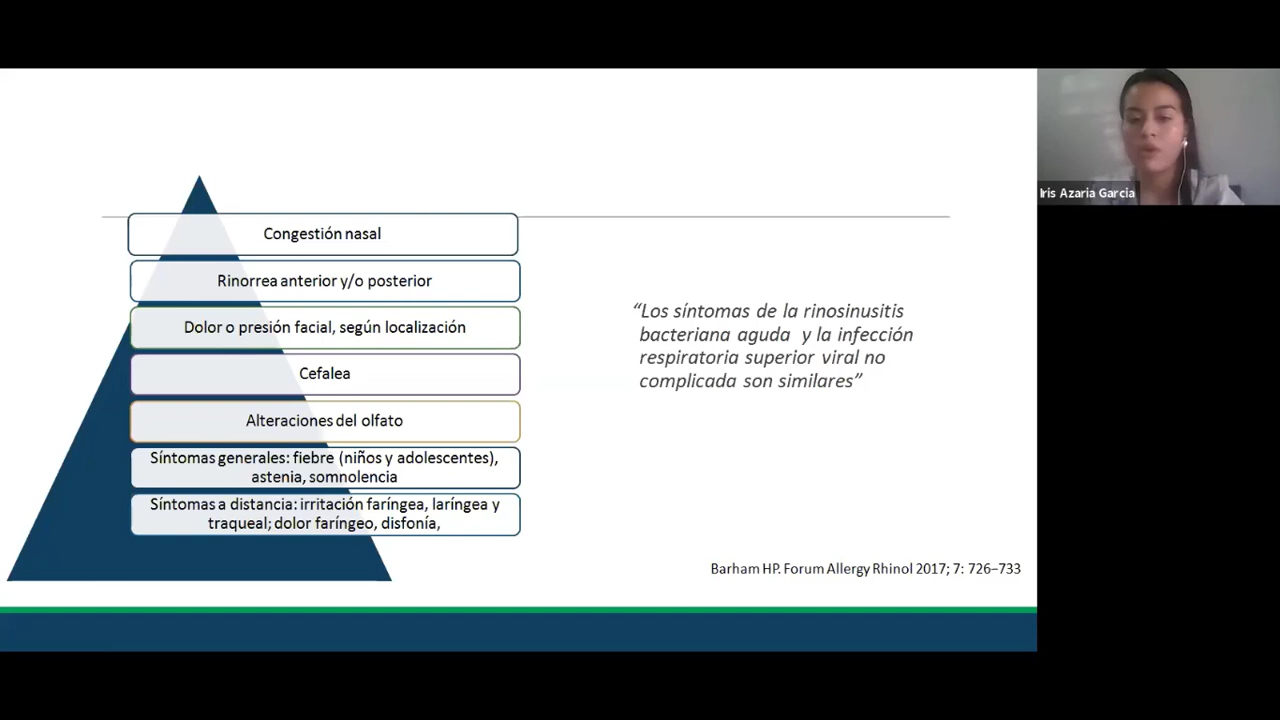 Congestión nasal
Rinorrea anterior y/o posterior
Dolor o presión facial, según localización
Cefalea
Alteraciones del olfato
Síntomas generales: fiebre (niños y adolescentes),
astenia, somnolencia
Síntomas a distancia: irritación faríngea, laríngea y
traqueal; dolor faríngeo, disfonía,
“Los síntomas de la rinosinusitis
bacteriana aguda y la infección
respiratoria superior viral no
complicada son similares”
Barham HP. Forum Allergy Rhinol 2017; 7: 726–733
Iris Azaria Garcia